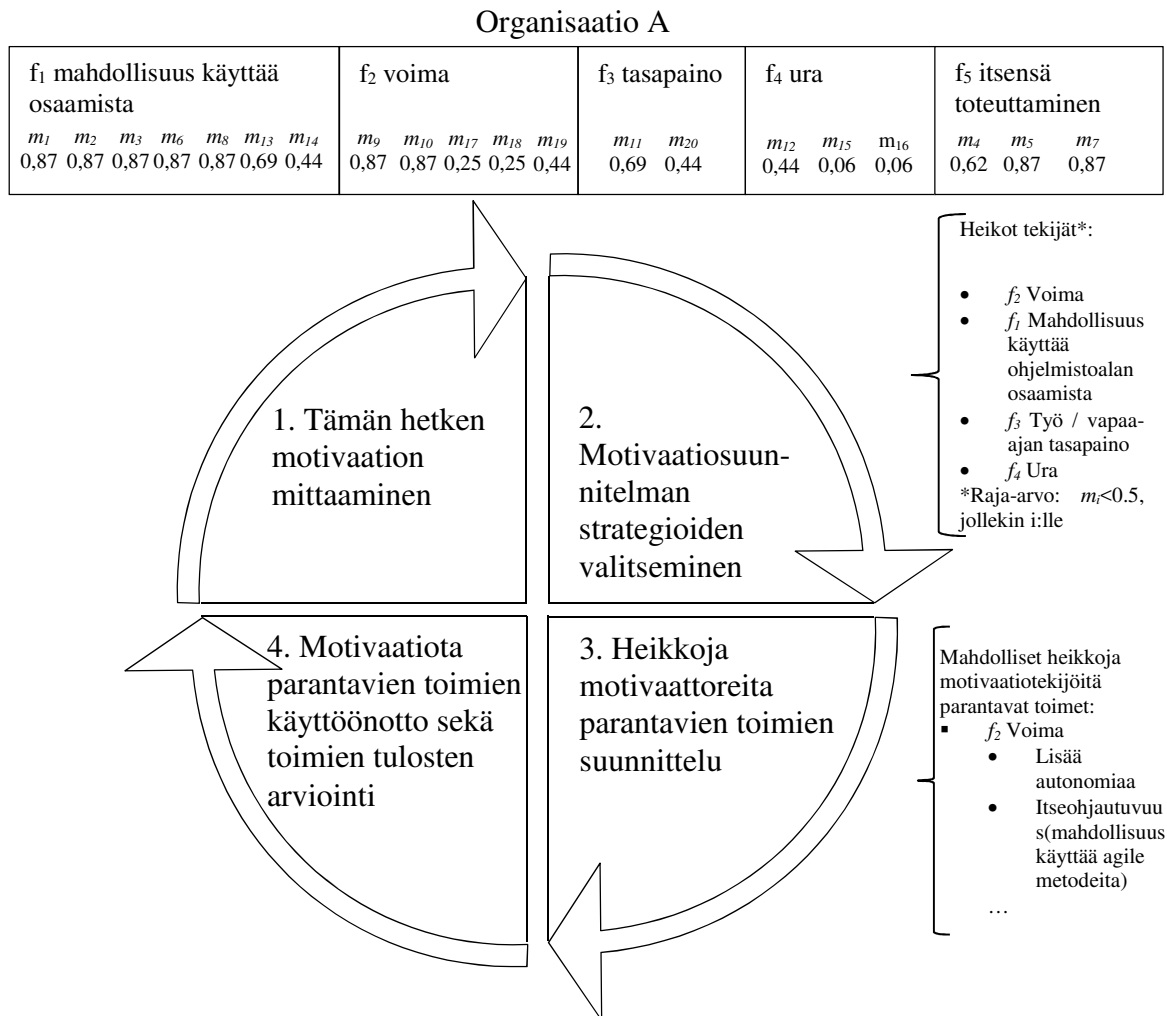 Organisaatio A
f₁ mahdollisuus käyttää
osaamista
m₁ m₂ m₃ m₆ m₈ m₁₃ m₁₄
0,87 0,87 0,87 0,87 0,87 0,69 0,44
f₂ voima
m₉ m₁₀ m₁₇ m₁₈ m₁₉
0,87 0,87 0,25 0,25 0,44
f₃ tasapaino
m₁₁ m₂₀
0,69 0,44
f₄ ura
m₁₂ m₁₅ m₁₆
0,44 0,06 0,06
f₅ itsensä
toteuttaminen
m₄ m₅ m₇
0,62 0,87 0,87
1. Tämän hetken
motivaation
mittaaminen
2.
Motivaatiosuun-
nitelman
strategioiden
valitseminen
Heikot tekijät*:
• f₂ Voima
• f₁ Mahdollisuus
käyttää
ohjelmistoalan
osaamista
• f₃ Työ / vapaa-
ajan tasapaino
• f₄ Ura
*Raja-arvo: mᵢ<0.5,
jollekin i:lle
4. Motivaatiota
parantavien toimien
käyttöönotto sekä
toimien tulosten
arviointi
3. Heikkoja
motivaattoreita
parantavien toimien
suunnittelu
Mahdolliset heikkoja
motivaatiotekijöitä
parantavat toimet:
▪ f₂ Voima
• Lisää
autonomiaa
• Itseohjautuvuu
s(mahdollisuus
käyttää agile
metodeita)
…